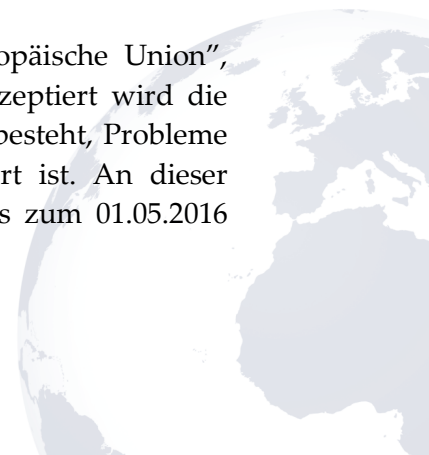 opäische Union”,
zeptiert wird die
besteht, Probleme
rt ist. An dieser
s zum 01.05.2016